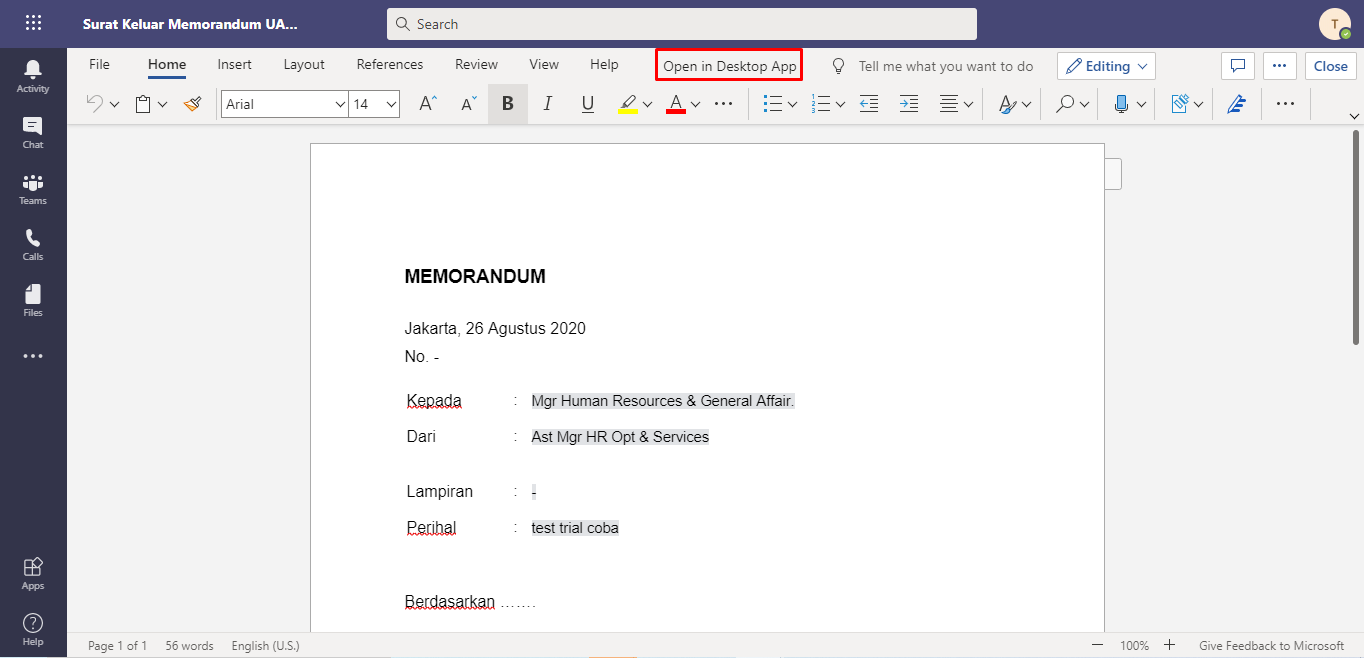 Surat Keluar Memorandum UA...
Search
T
File Home Insert Layout References Review View Help Open in Desktop App Tell me what you want to do Editing Close
Arial 14 A A B I U A
Activity
Chat
Teams
Calls
Files
Apps
Help
MEMORANDUM
Jakarta, 26 Agustus 2020
No. -
Kepada : Mgr Human Resources & General Affair.
Dari : Ast Mgr HR Opt & Services
Lampiran : -
Perihal : test trial coba
Berdasarkan …….
Page 1 of 1 56 words English (U.S.) 100% Give Feedback to Microsoft